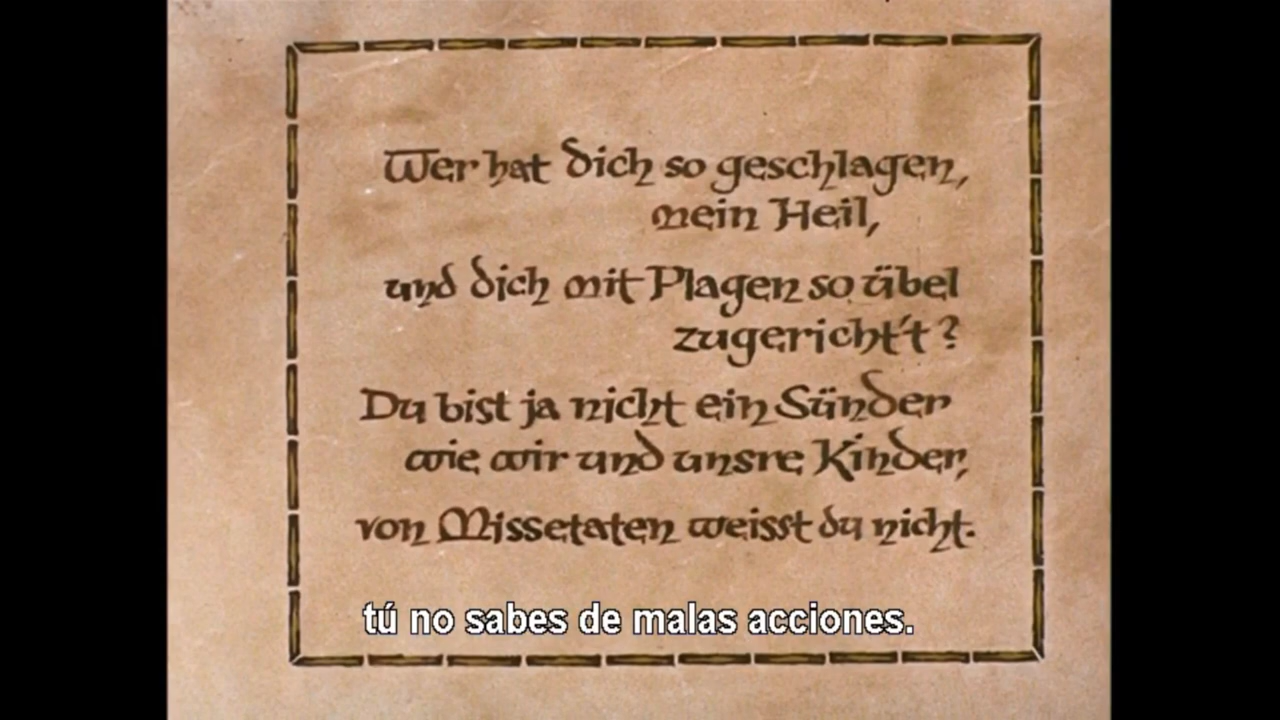 Wer hat dich so geschlagen,
mein Heil,
und dich mit Plagen so übel
zugericht't?
Du bist ja nicht ein Sünder
wie wir und unsre Kinder,
von Missetaten weisst du nicht.
tú no sabes de malas acciones.